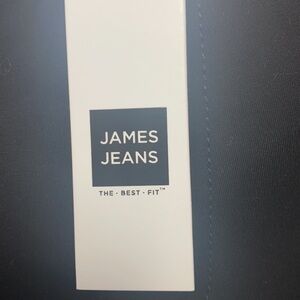 JAMES
JEANS
THE · BEST · FIT™